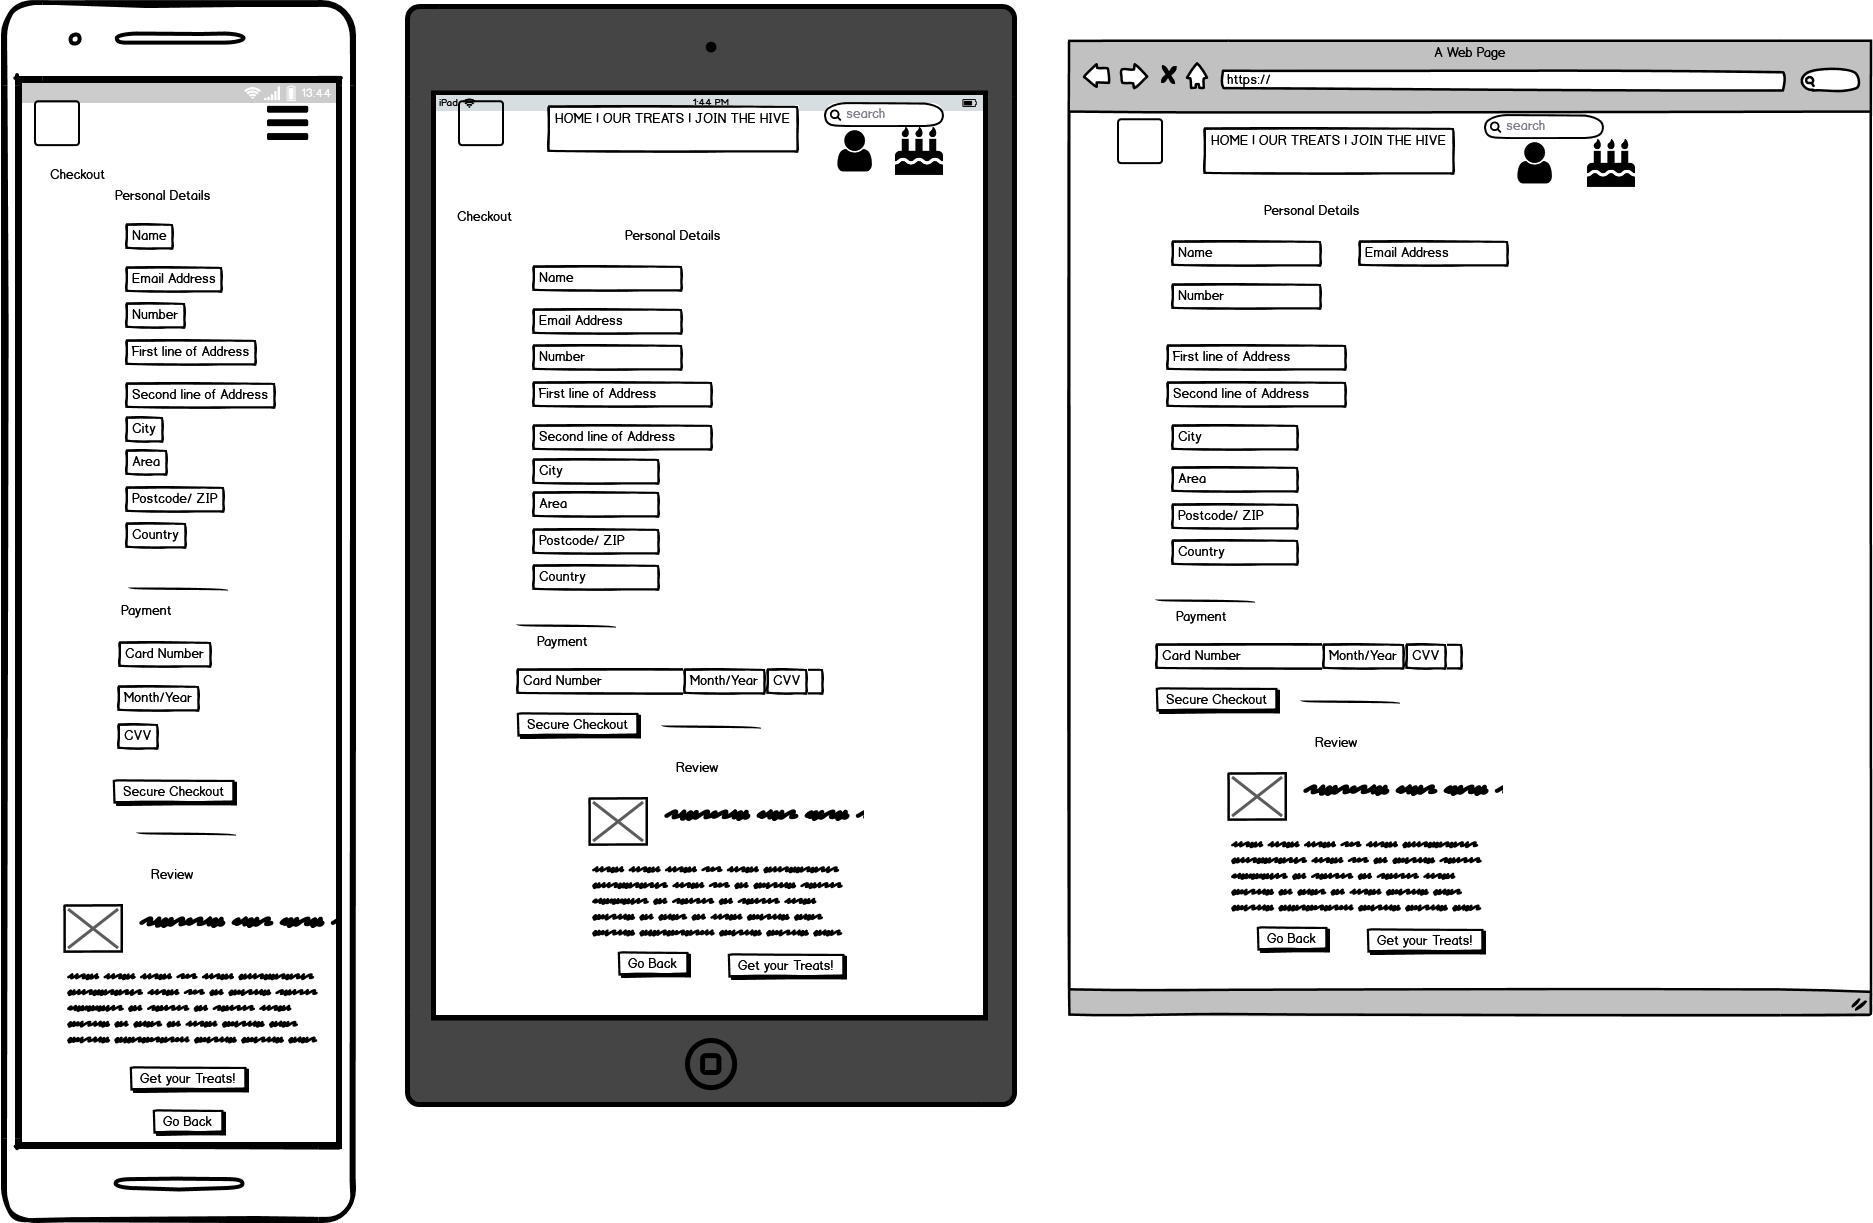 13:44
Checkout
Personal Details
Name
Email Address
Number
First line of Address
Second line of Address
City
Area
Postcode/ ZIP
Country
Payment
Card Number
Month/Year
CVV
Secure Checkout
Review
Get your Treats!
Go Back
iPad 1:44 PM
HOME | OUR TREATS | JOIN THE HIVE
search
Checkout
Personal Details
Name
Email Address
Number
First line of Address
Second line of Address
City
Area
Postcode/ ZIP
Country
Payment
Card Number Month/Year CVV
Secure Checkout
Review
Go Back Get your Treats!
A Web Page
https://
search
HOME | OUR TREATS | JOIN THE HIVE
Personal Details
Name Email Address
Number
First line of Address
Second line of Address
City
Area
Postcode/ ZIP
Country
Payment
Card Number Month/Year CVV
Secure Checkout
Review
Go Back Get your Treats!